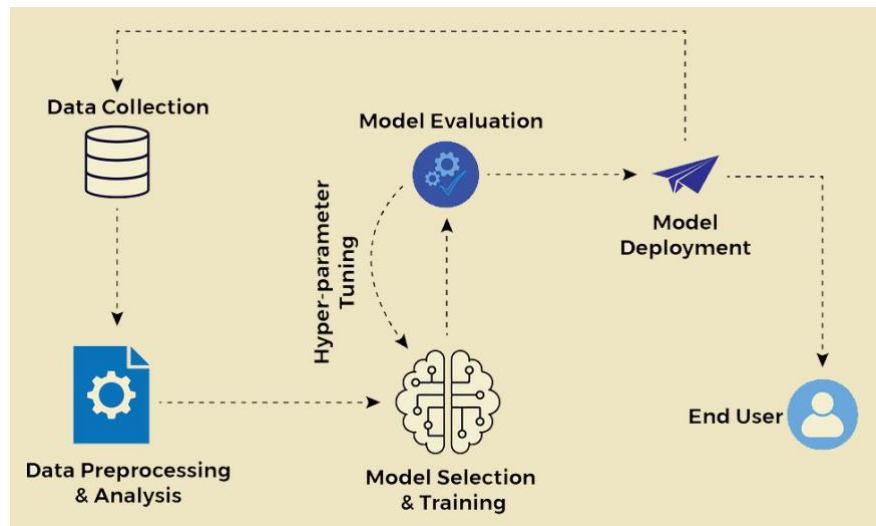 Data Collection
Model Evaluation
Hyper-parameter
Tuning
Model
Deployment
Data Preprocessing
& Analysis
Model Selection
& Training
End User